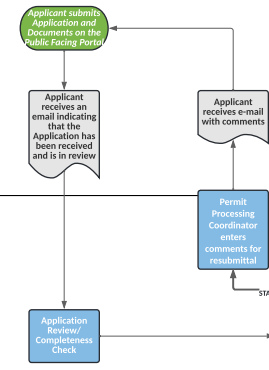 Applicant submits
Application and
Documents on the
Public Facing Portal
Applicant
receives an
email indicating
that the
Application has
been received
and is in review
Applicant
receives e-mail
with comments
Permit
Processing
Coordinator
enters
comments for
resubmittal
STA
Application
Review/
Completeness
Check